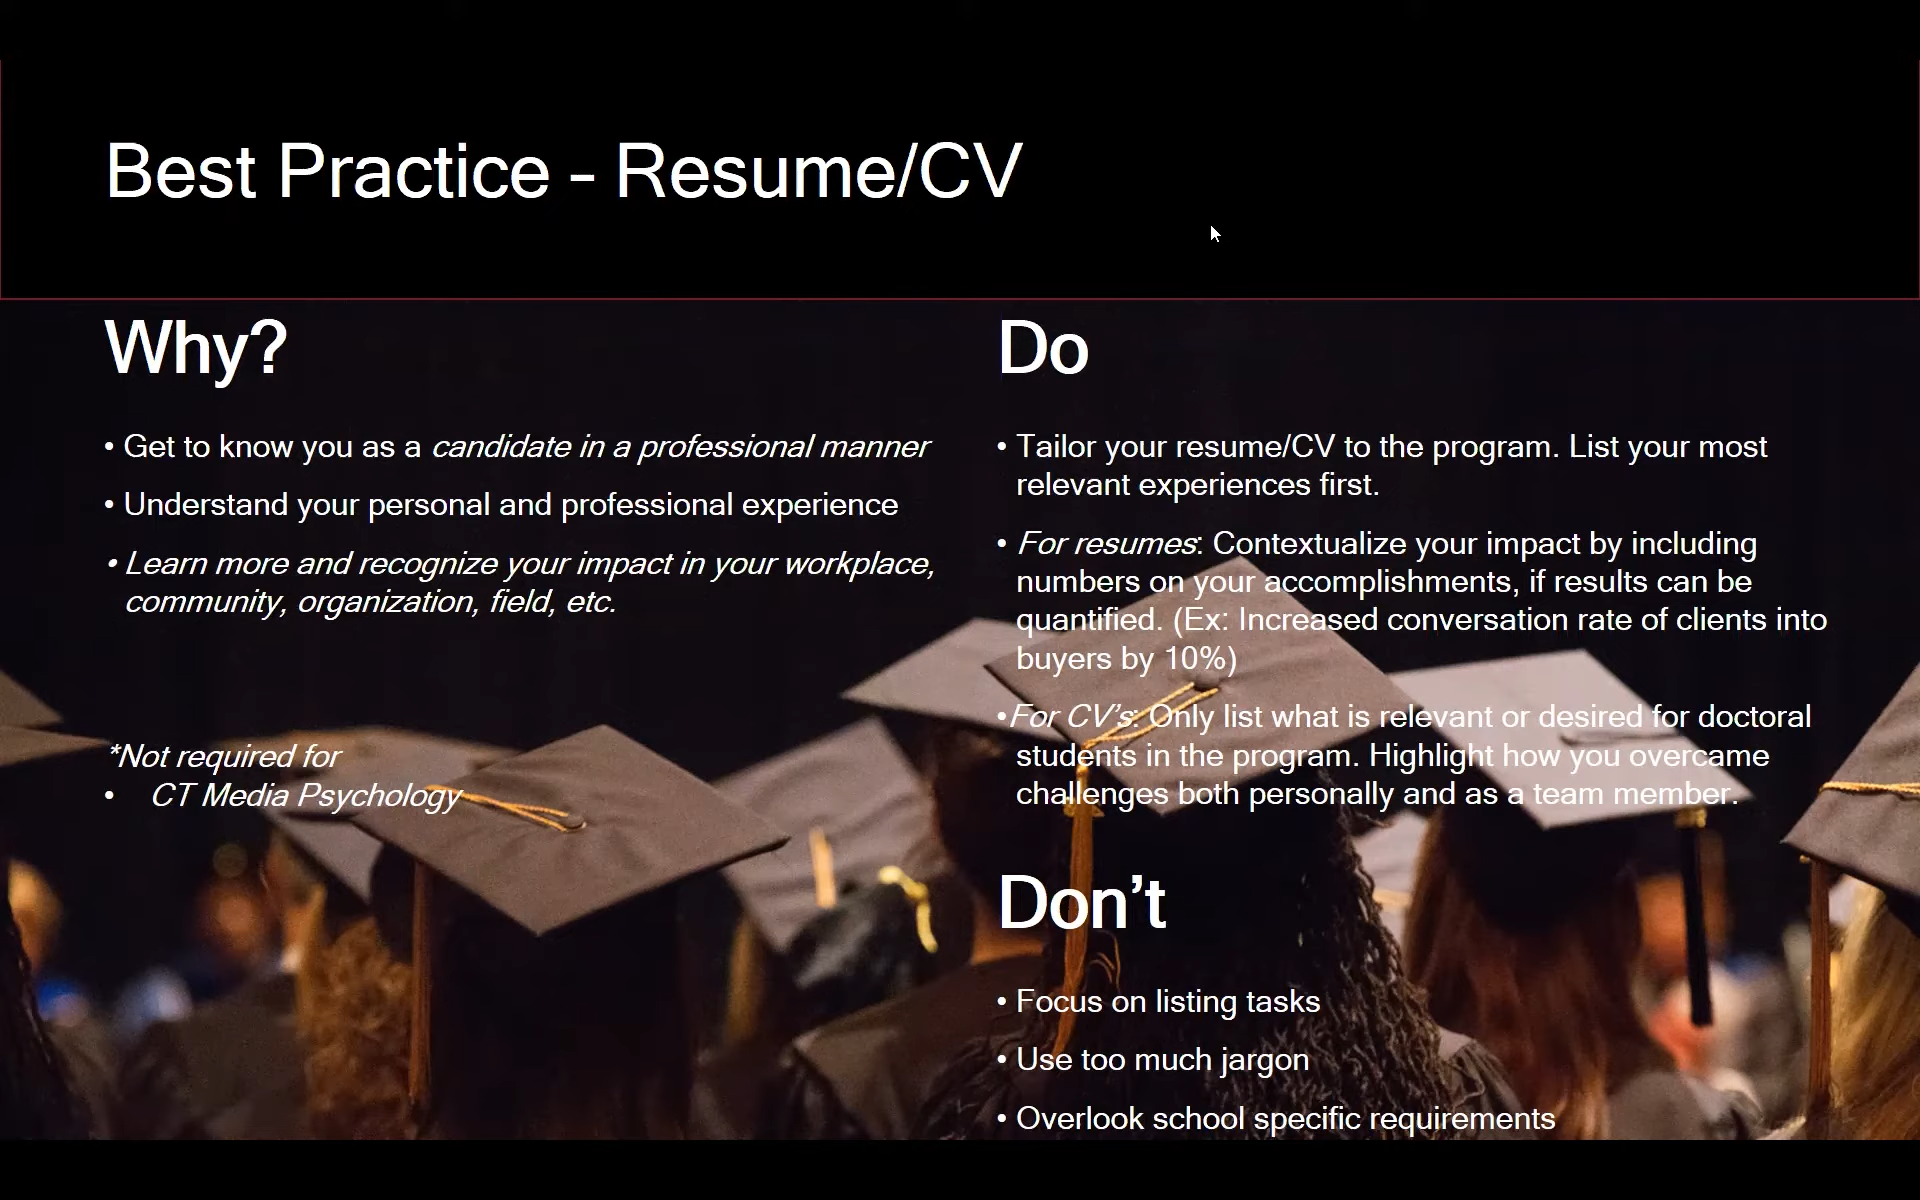 Best Practice - Resume/CV
Why?
• Get to know you as a candidate in a professional manner
• Understand your personal and professional experience
• Learn more and recognize your impact in your workplace,
community, organization, field, etc.
*Not required for
• CT Media Psychology
Do
• Tailor your resume/CV to the program. List your most
relevant experiences first.
• For resumes: Contextualize your impact by including
numbers on your accomplishments, if results can be
quantified. (Ex: Increased conversation rate of clients into
buyers by 10%)
•For CV’s: Only list what is relevant or desired for doctoral
students in the program. Highlight how you overcame
challenges both personally and as a team member.
Don’t
• Focus on listing tasks
• Use too much jargon
• Overlook school specific requirements